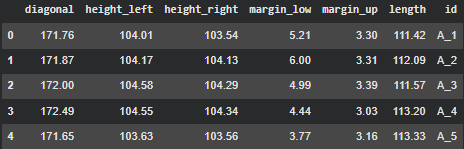 diagonal height_left height_right margin_low margin_up length id
0 171.76 104.01 103.54 5.21 3.30 111.42 A_1
1 171.87 104.17 104.13 6.00 3.31 112.09 A_2
2 172.00 104.58 104.29 4.99 3.39 111.57 A_3
3 172.49 104.55 104.34 4.44 3.03 113.20 A_4
4 171.65 103.63 103.56 3.77 3.16 113.33 A_5